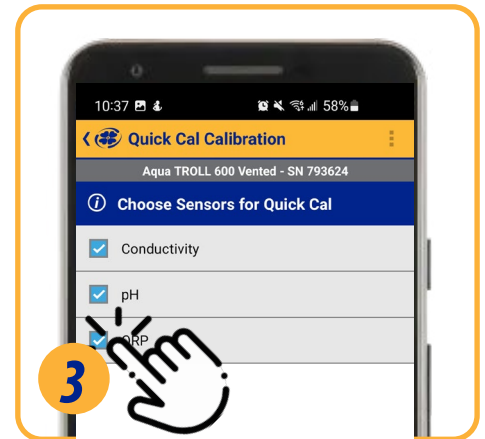 10:37 58%
Quick Cal Calibration
Aqua TROLL 600 Vented - SN 793624
Choose Sensors for Quick Cal
Conductivity
pH
ORP
3